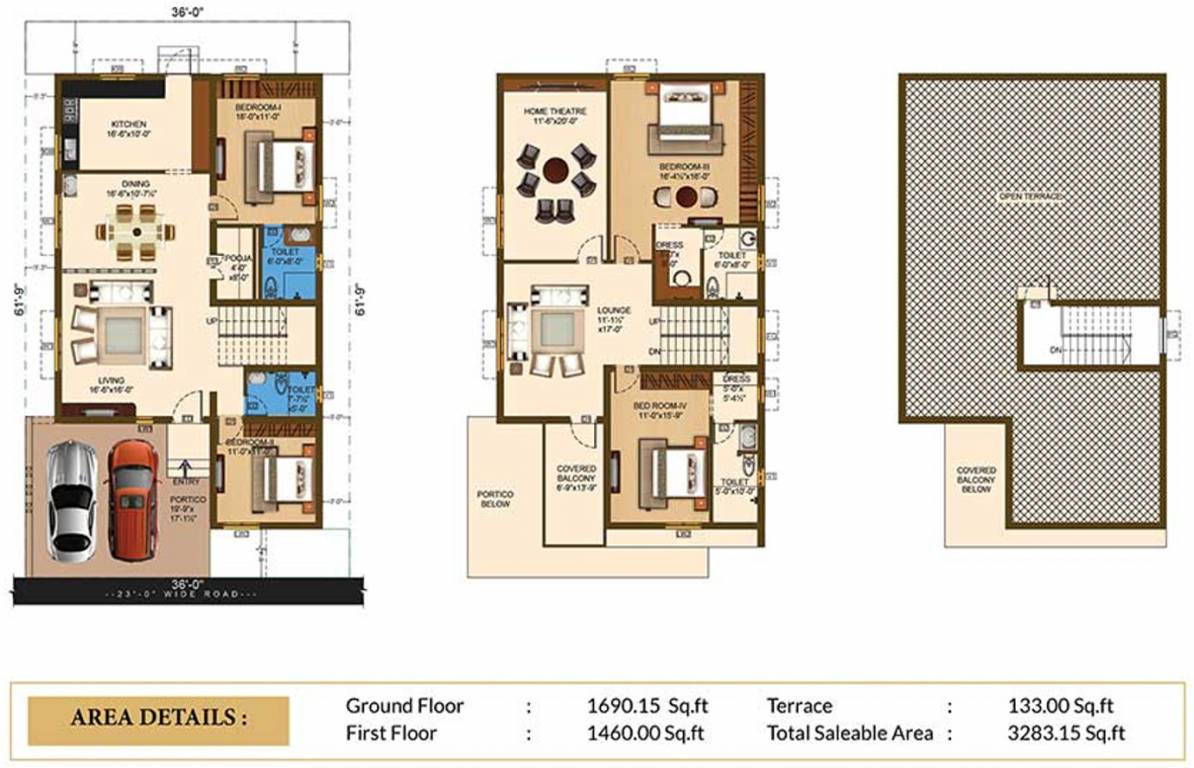 36'-0"
KITCHEN
16'-6"x10'-0"
BEDROOM-I
16'-0"x11'-0"
DINING
16'-6"x10'-7½"
POOJA
4'-0"
x8'-0"
TOILET
6'-0"x8'-0"
61'-9"
61'-9"
UP
LIVING
16'-6"x16'-0"
TOILET
7'-7½"
x5'-0"
BEDROOM-II
11'-0"x11'-0"
ENTRY
PORTICO
19'-9"x
17'-1½"
36'-0"
--23'-0" WIDE ROAD---
HOME THEATRE
11'-6"x20'-0"
BEDROOM-III
16'-4½"x16'-0"
DRESS
TOILET
6'-0"x8'-0"
LOUNGE
11'-1½"
x17'-0"
UP
DN
BED ROOM-IV
11'-0"x15'-9"
DRESS
5'-0"x
5'-4½"
COVERED
BALCONY
6'-9"x13'-9"
TOILET
5'-0"x10'-0"
PORTICO
BELOW
OPEN TERRACE
DN
COVERED
BALCONY
BELOW
AREA DETAILS :
Ground Floor : 1690.15 Sq.ft
First Floor : 1460.00 Sq.ft
Terrace : 133.00 Sq.ft
Total Saleable Area : 3283.15 Sq.ft